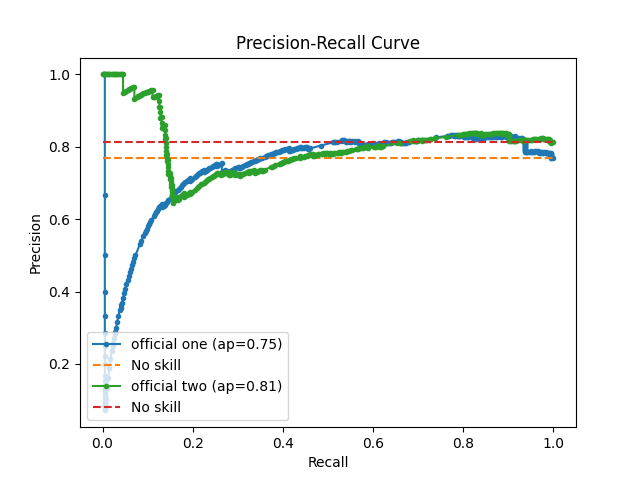 Precision-Recall Curve
Precision
1.0
0.8
0.6
0.4
0.2
official one (ap=0.75)
No skill
official two (ap=0.81)
No skill
0.0 0.2 0.4 0.6 0.8 1.0
Recall